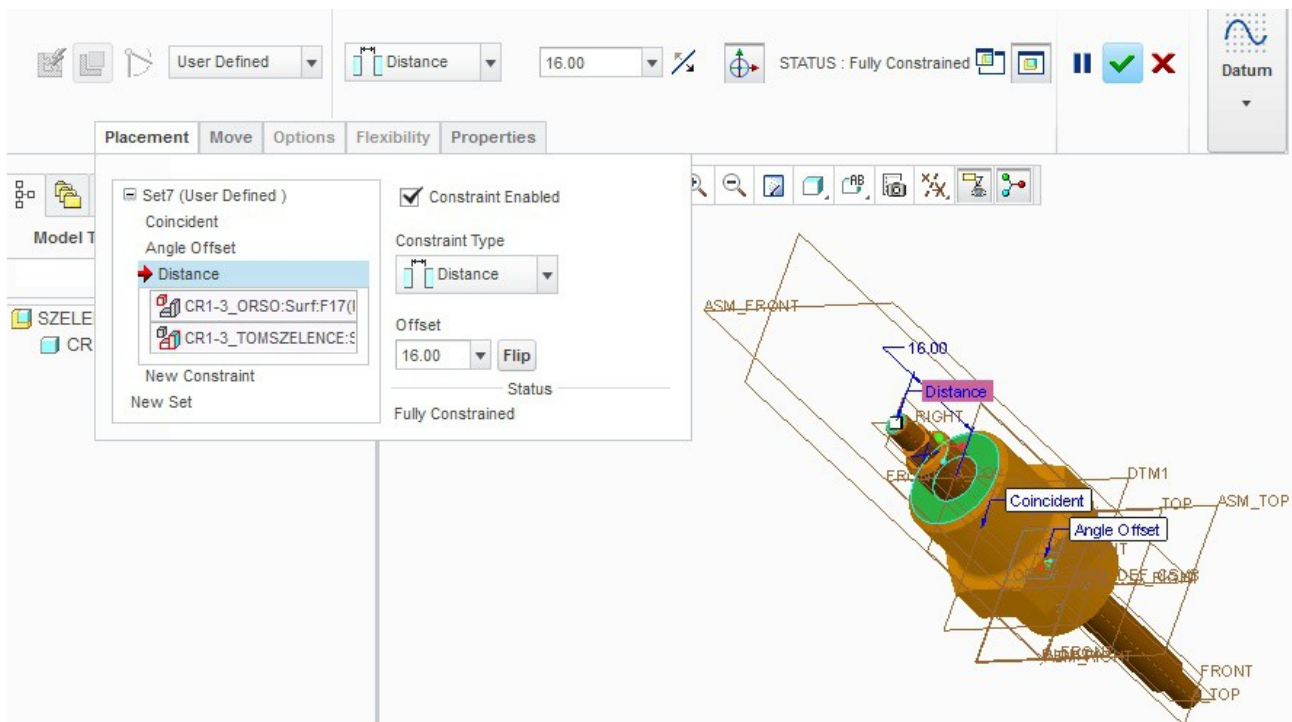 User Defined
Distance
16.00
STATUS : Fully Constrained
Datum
Placement
Move
Options
Flexibility
Properties
Set7 (User Defined )
Coincident
Angle Offset
Distance
CR1-3_ORSO:Surf:F17(
CR1-3_TOMSZELENCE:S
New Constraint
New Set
Constraint Enabled
Constraint Type
Distance
Offset
16.00
Flip
Status
Fully Constrained
Model T
SZELE
CR
ASM_FRONT
16.00
Distance
RIGHT
DTM1
Coincident
TOP
ASM_TOP
Angle Offset
FRONT